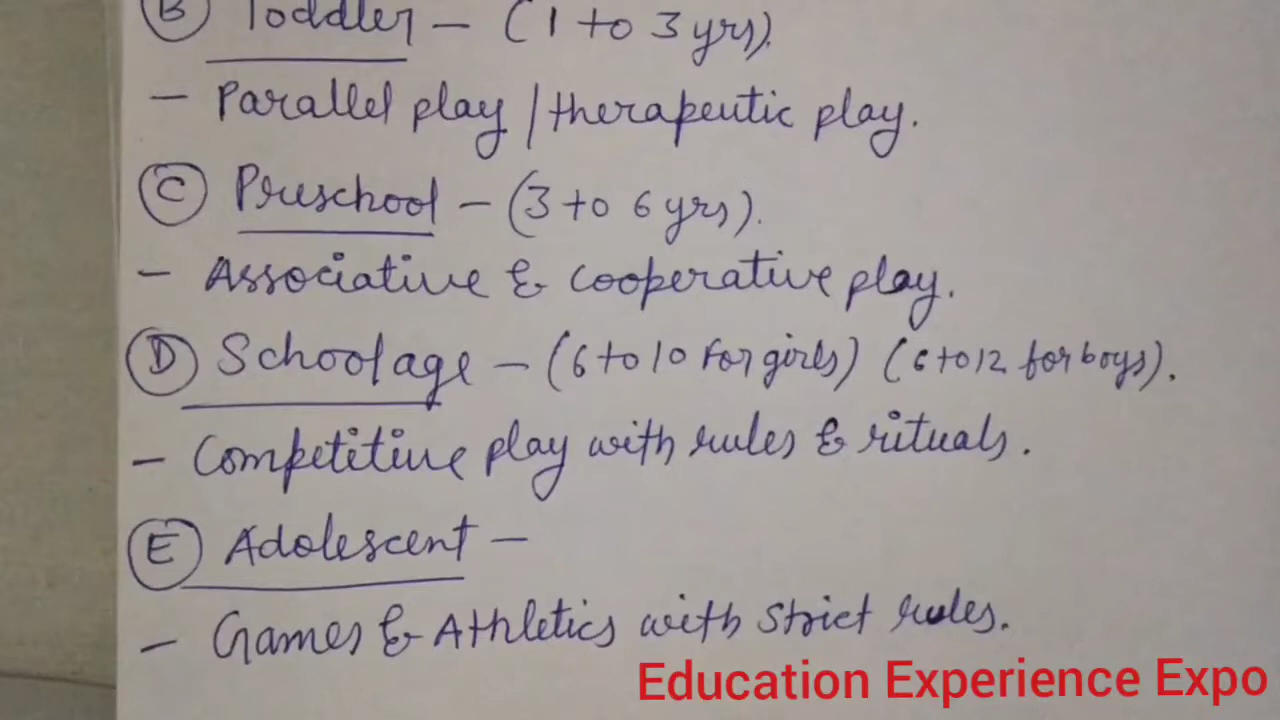 B Toddler - (1 to 3 yrs).
- Parallel play / therapeutic play.
C Preschool - (3 to 6 yrs).
- Associative & cooperative play.
D School age - (6 to 10 for girls) (6 to 12 for boys).
- Competitive play with rules & rituals.
E Adolescent -
- Games & Athletics with strict rules.
Education Experience Expo